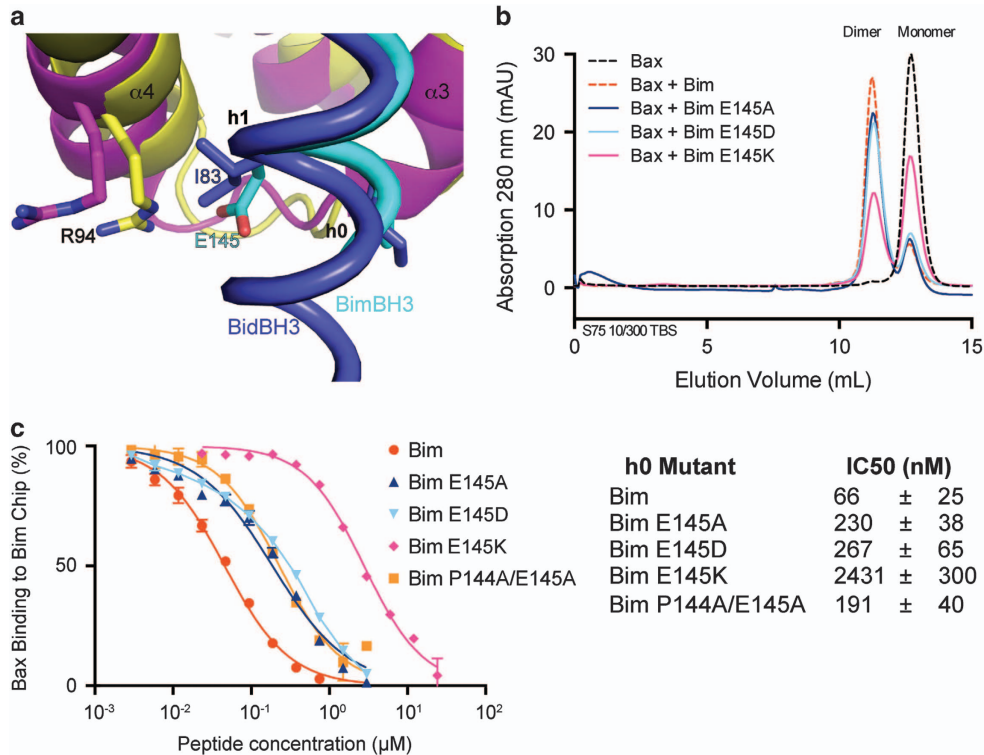 a
α4
α3
h1
I83
R94
E145
h0
BidBH3
BimBH3
b
Dimer Monomer
Absorption 280 nm (mAU)
30
20
10
0
Bax
Bax + Bim
Bax + Bim E145A
Bax + Bim E145D
Bax + Bim E145K
S75 10/300 TBS
0 5 10 15
Elution Volume (mL)
c
Bax Binding to Bim Chip (%)
100
50
0
Bim
Bim E145A
Bim E145D
Bim E145K
Bim P144A/E145A
10⁻³ 10⁻² 10⁻¹ 10⁰ 10¹ 10²
Peptide concentration (µM)
h0 Mutant IC50 (nM)
Bim 66 ± 25
Bim E145A 230 ± 38
Bim E145D 267 ± 65
Bim E145K 2431 ± 300
Bim P144A/E145A 191 ± 40